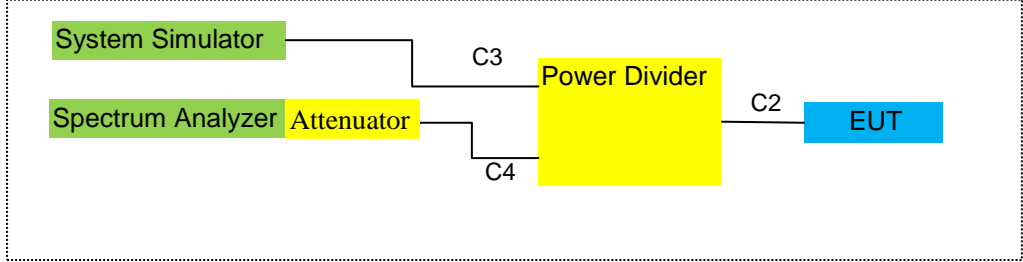 System Simulator
C3
Power Divider
C2
Spectrum Analyzer
Attenuator
EUT
C4